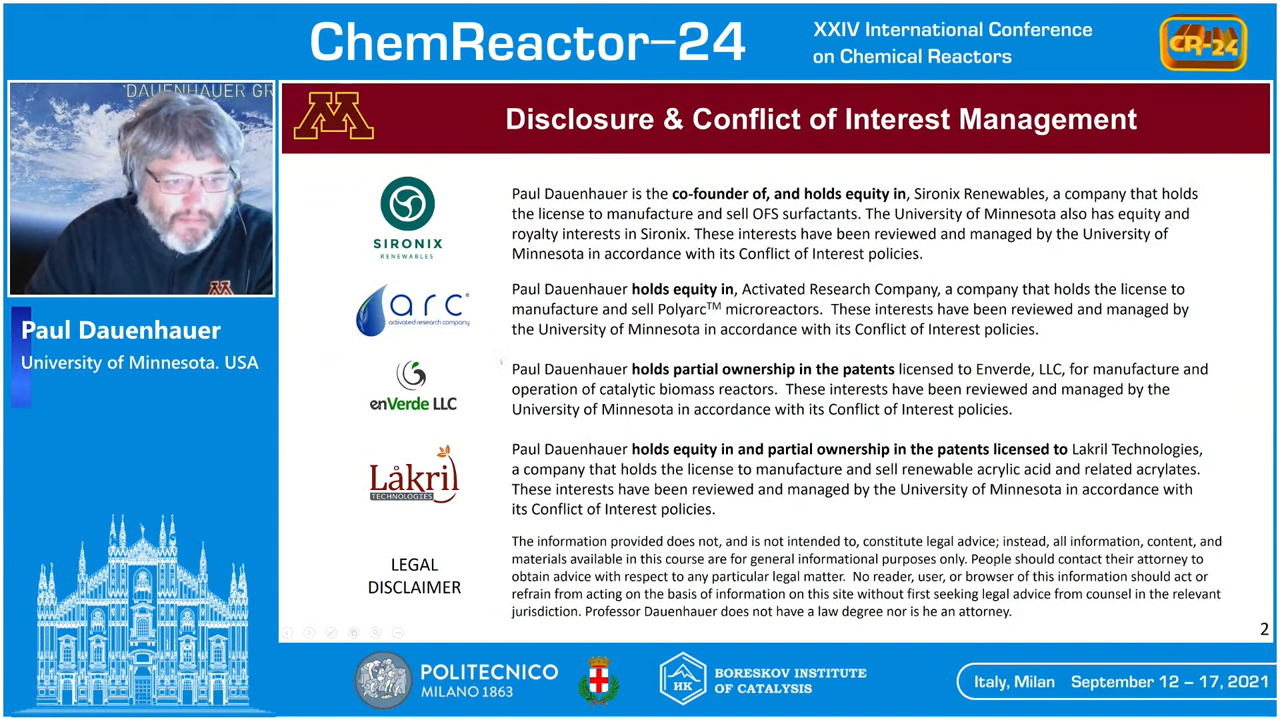 ChemReactor-24
XXIV International Conference
on Chemical Reactors
CR-24
DAUENHAUER GR
M
Disclosure & Conflict of Interest Management
Paul Dauenhauer
University of Minnesota. USA
SIRONIX
RENEWABLES
Paul Dauenhauer is the co-founder of, and holds equity in, Sironix Renewables, a company that holds
the license to manufacture and sell OFS surfactants. The University of Minnesota also has equity and
royalty interests in Sironix. These interests have been reviewed and managed by the University of
Minnesota in accordance with its Conflict of Interest policies.
arc
activated research company
Paul Dauenhauer holds equity in, Activated Research Company, a company that holds the license to
manufacture and sell Polyarc™ microreactors. These interests have been reviewed and managed by
the University of Minnesota in accordance with its Conflict of Interest policies.
enVerde LLC
Paul Dauenhauer holds partial ownership in the patents licensed to Enverde, LLC, for manufacture and
operation of catalytic biomass reactors. These interests have been reviewed and managed by the
University of Minnesota in accordance with its Conflict of Interest policies.
Låkril
TECHNOLOGIES
Paul Dauenhauer holds equity in and partial ownership in the patents licensed to Lakril Technologies,
a company that holds the license to manufacture and sell renewable acrylic acid and related acrylates.
These interests have been reviewed and managed by the University of Minnesota in accordance with
its Conflict of Interest policies.
LEGAL
DISCLAIMER
The information provided does not, and is not intended to, constitute legal advice; instead, all information, content, and
materials available in this course are for general informational purposes only. People should contact their attorney to
obtain advice with respect to any particular legal matter. No reader, user, or browser of this information should act or
refrain from acting on the basis of information on this site without first seeking legal advice from counsel in the relevant
jurisdiction. Professor Dauenhauer does not have a law degree nor is he an attorney.
2
POLITECNICO
MILANO 1863
HK
BORESKOV INSTITUTE
OF CATALYSIS
Italy, Milan September 12 – 17, 2021